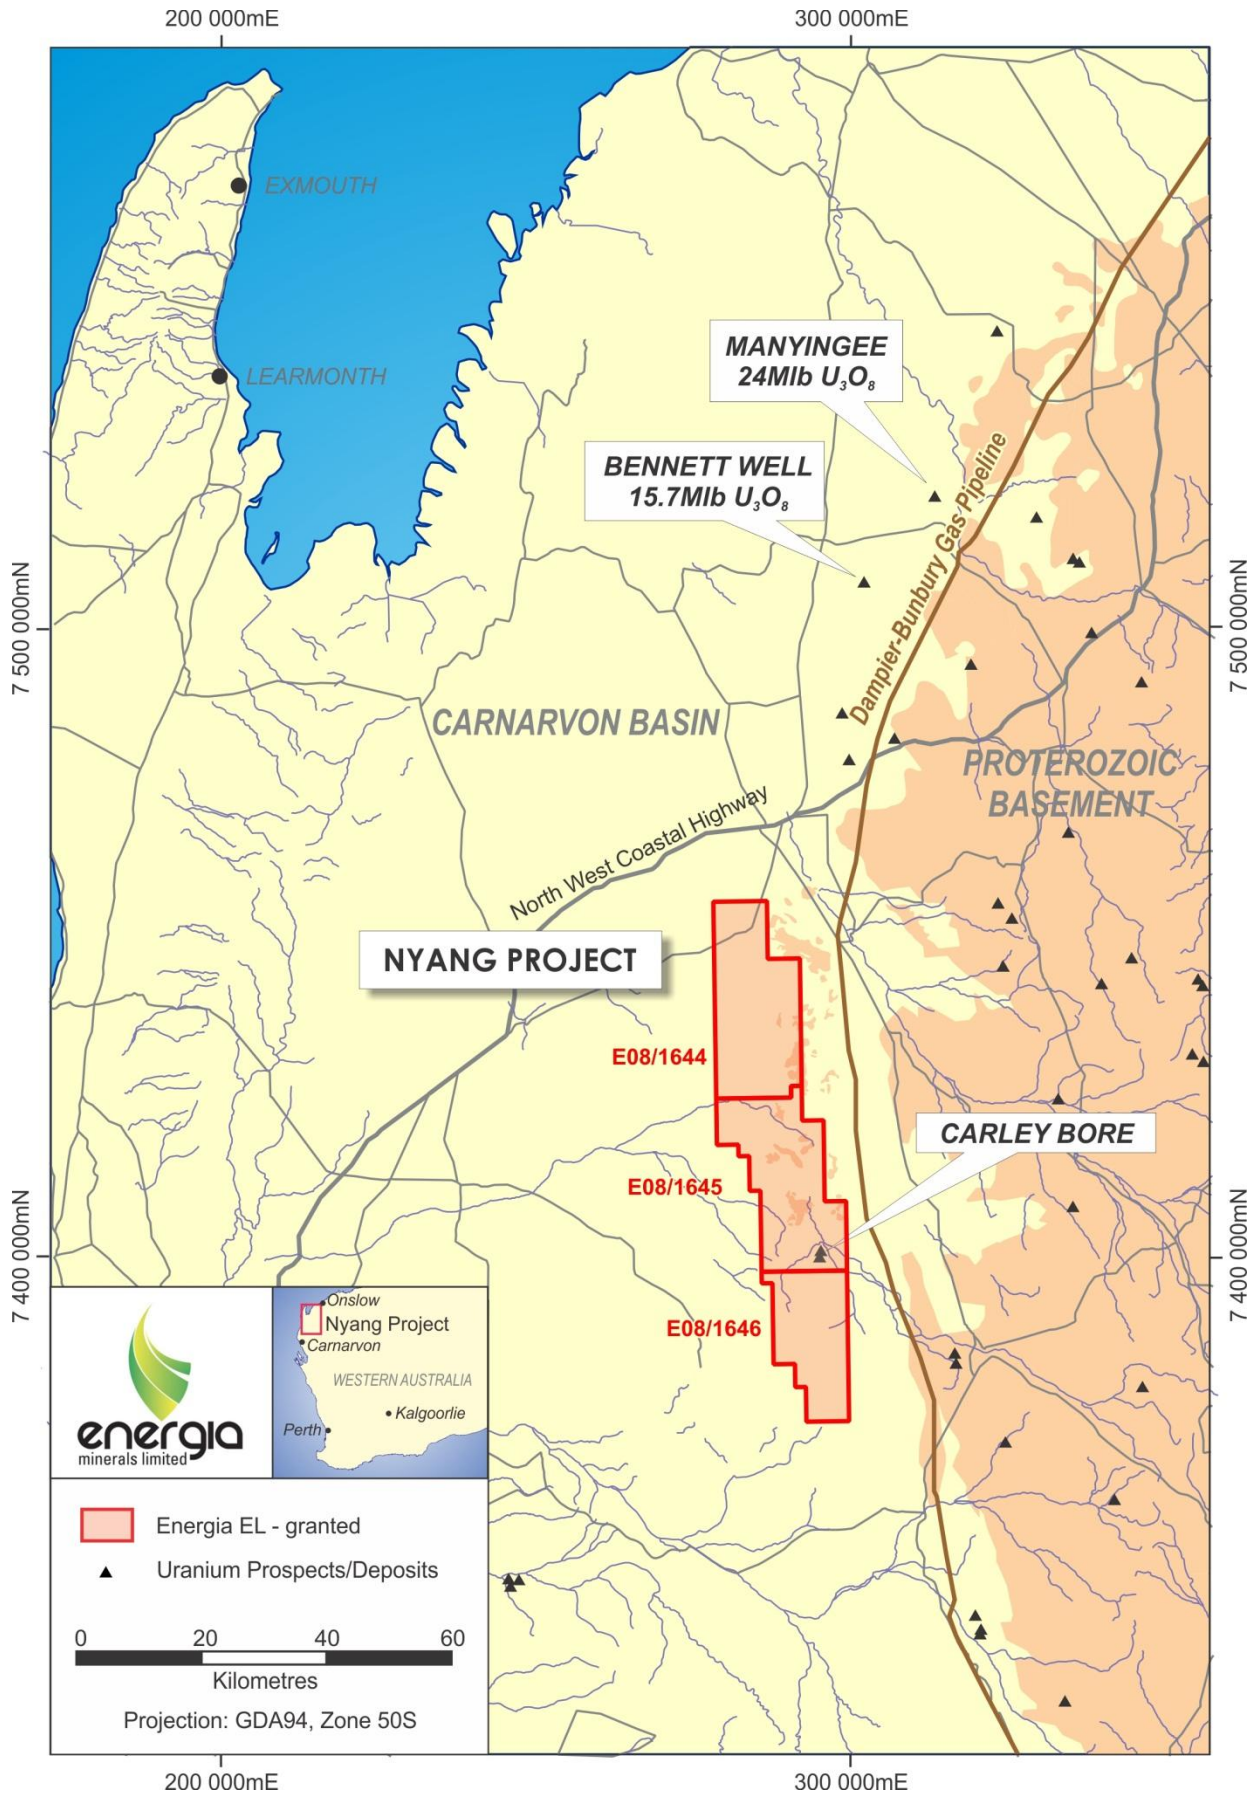 200 000mE
300 000mE
EXMOUTH
LEARMONTH
MANYINGEE
24Mlb U₃O₈
BENNETT WELL
15.7Mlb U₃O₈
Dampier-Bunbury Gas Pipeline
7 500 000mN
7 500 000mN
CARNARVON BASIN
PROTEROZOIC
BASEMENT
North West Coastal Highway
NYANG PROJECT
E08/1644
CARLEY BORE
E08/1645
7 400 000mN
7 400 000mN
E08/1646
energia
minerals limited
Onslow
Nyang Project
Carnarvon
WESTERN AUSTRALIA
Kalgoorlie
Perth
Energia EL - granted
Uranium Prospects/Deposits
0 20 40 60
Kilometres
Projection: GDA94, Zone 50S
200 000mE
300 000mE